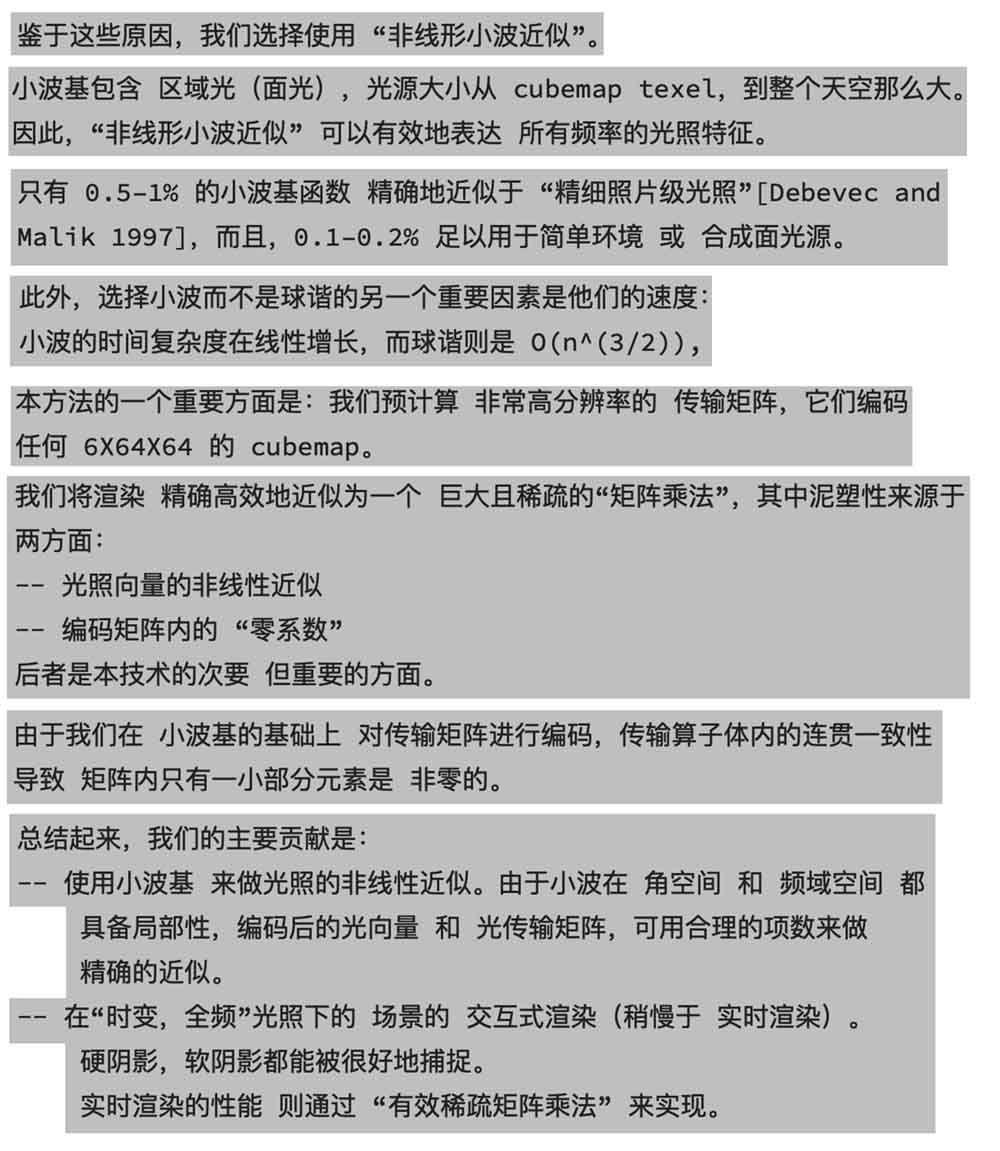 鉴于这些原因，我们选择使用 “非线形小波近似”。
小波基包含 区域光（面光），光源大小从 cubemap texel，到整个天空那么大。
因此，“非线形小波近似” 可以有效地表达 所有频率的光照特征。
只有 0.5-1% 的小波基函数 精确地近似于 “精细照片级光照”[Debevec and
Malik 1997]，而且，0.1-0.2% 足以用于简单环境 或 合成面光源。
此外，选择小波而不是球谐的另一个重要因素是他们的速度：
小波的时间复杂度在线性增长，而球谐则是 O(n^(3/2))，
本方法的一个重要方面是：我们预计算 非常高分辨率的 传输矩阵，它们编码
任何 6X64X64 的 cubemap。
我们将渲染 精确高效地近似为一个 巨大且稀疏的“矩阵乘法”，其中泥塑性来源于
两方面：
-- 光照向量的非线性近似
-- 编码矩阵内的 “零系数”
后者是本技术的次要 但重要的方面。
由于我们在 小波基的基础上 对传输矩阵进行编码，传输算子体内的连贯一致性
导致 矩阵内只有一小部分元素是 非零的。
总结起来，我们的主要贡献是：
-- 使用小波基 来做光照的非线性近似。由于小波在 角空间 和 频域空间 都
具备局部性，编码后的光向量 和 光传输矩阵，可用合理的项数来做
精确的近似。
-- 在“时变，全频”光照下的 场景的 交互式渲染（稍慢于 实时渲染）。
硬阴影，软阴影都能被很好地捕捉。
实时渲染的性能 则通过 “有效稀疏矩阵乘法” 来实现。